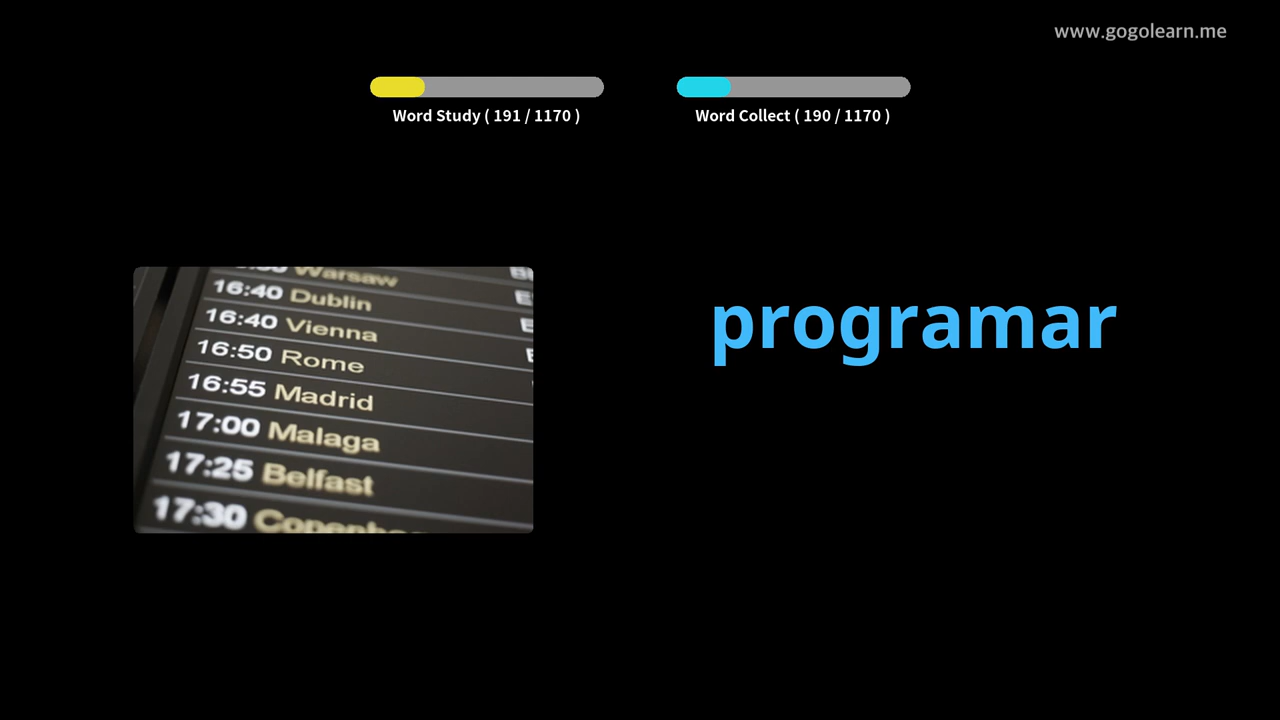 www.gogolearn.me
Word Study ( 191 / 1170 )
Word Collect ( 190 / 1170 )
Warsaw
16:40 Dublin
16:40 Vienna
16:50 Rome
16:55 Madrid
17:00 Malaga
17:25 Belfast
17:30
programar